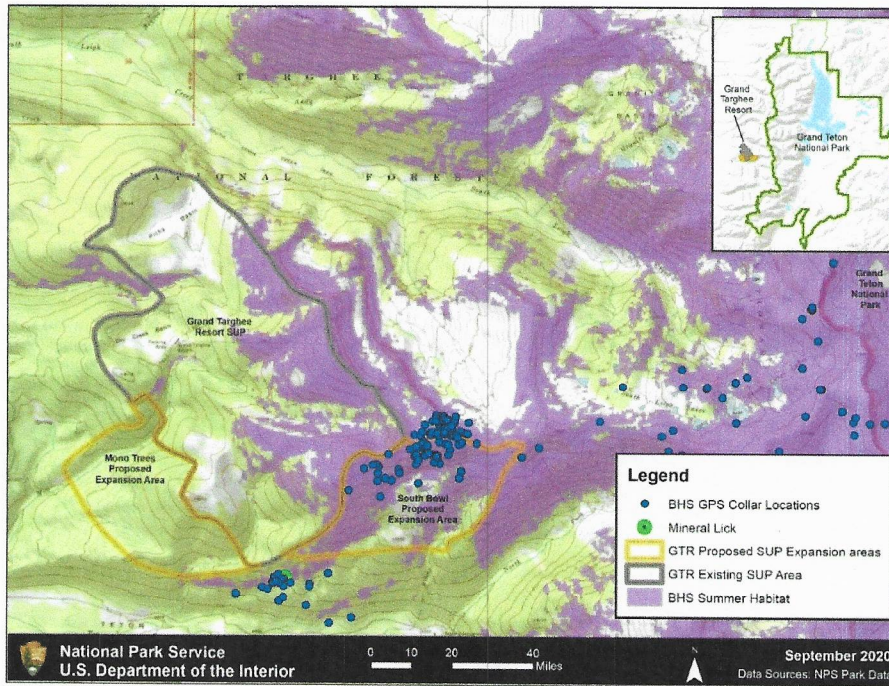 T A R G H E E
N A T I O N A L F O R E S T
Grand Targhee
Resort SUP
Mono Trees
Proposed
Expansion Area
South Bowl
Proposed
Expansion Area
Grand
Teton
National
Park
Grand
Targhee
Resort
Grand Teton
National Park
Legend
BHS GPS Collar Locations
Mineral Lick
GTR Proposed SUP Expansion areas
GTR Existing SUP Area
BHS Summer Habitat
TETON
National Park Service
U.S. Department of the Interior
0 10 20 40
Miles
N
September 2020
Data Sources: NPS Park Data